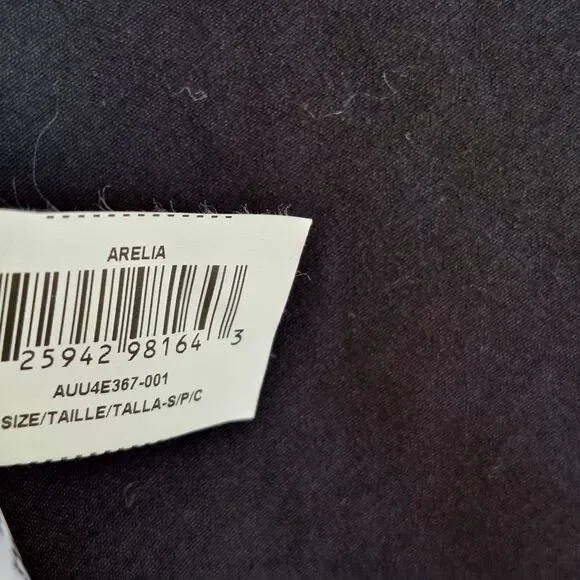 ARELIA
25942 98164 3
AUU4E367-001
SIZE/TAILLE/TALLA-S/P/C